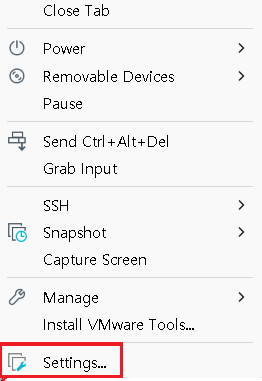 Close Tab
Power
Removable Devices
Pause
Send Ctrl+Alt+Del
Grab Input
SSH
Snapshot
Capture Screen
Manage
Install VMware Tools...
Settings...